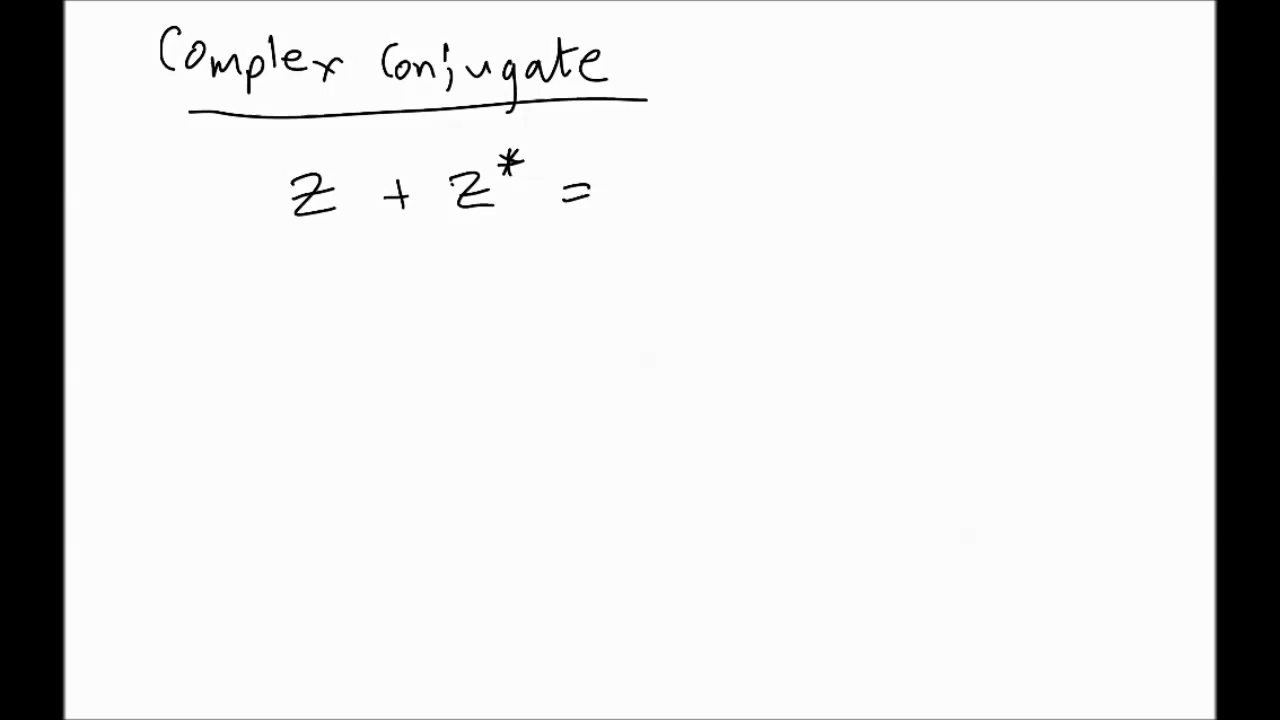 Complex Conjugate
z + z* =